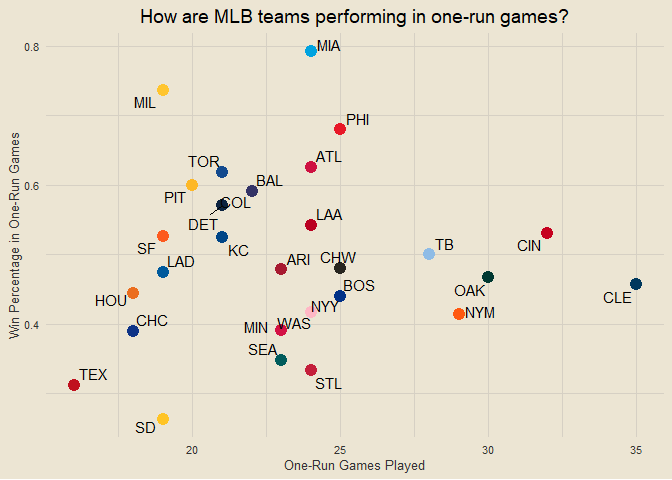 How are MLB teams performing in one-run games?
0.8
MIA
MIL
PHI
TOR
ATL
0.6
PIT
BAL
COL
DET
LAA
SF
KC
TB
CIN
LAD
ARI
CHW
HOU
BOS
OAK
CLE
CHC
NYY
NYM
0.4
MIN
WAS
SEA
TEX
STL
SD
20
25
30
35
One-Run Games Played
Win Percentage in One-Run Games